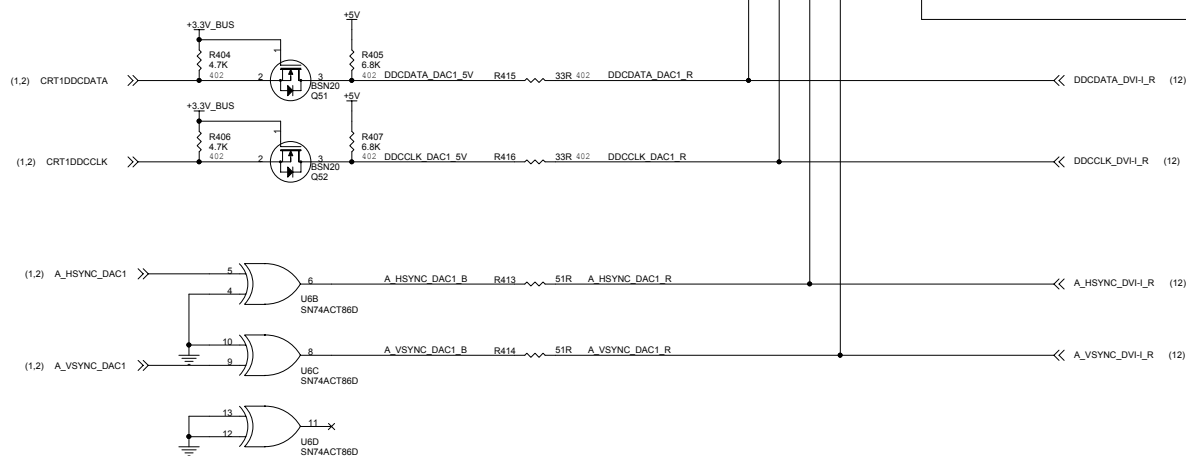 +5V
+3.3V_BUS
R404
4.7K
402
1
2
3
BSN20
Q51
R405
6.8K
402
DDCDATA_DAC1_5V
R415
33R 402
DDCDATA_DAC1_R
(1,2) CRT1DDCDATA
DDCDATA_DVI-I_R (12)
+5V
+3.3V_BUS
R406
4.7K
402
1
2
3
BSN20
Q52
R407
6.8K
402
DDCCLK_DAC1_5V
R416
33R 402
DDCCLK_DAC1_R
(1,2) CRT1DDCCLK
DDCCLK_DVI-I_R (12)
(1,2) A_HSYNC_DAC1
5
4
6
U6B
SN74ACT86D
A_HSYNC_DAC1_B
R413
51R
A_HSYNC_DAC1_R
A_HSYNC_DVI-I_R (12)
(1,2) A_VSYNC_DAC1
10
9
8
U6C
SN74ACT86D
A_VSYNC_DAC1_B
R414
51R
A_VSYNC_DAC1_R
A_VSYNC_DVI-I_R (12)
13
12
11
U6D
SN74ACT86D